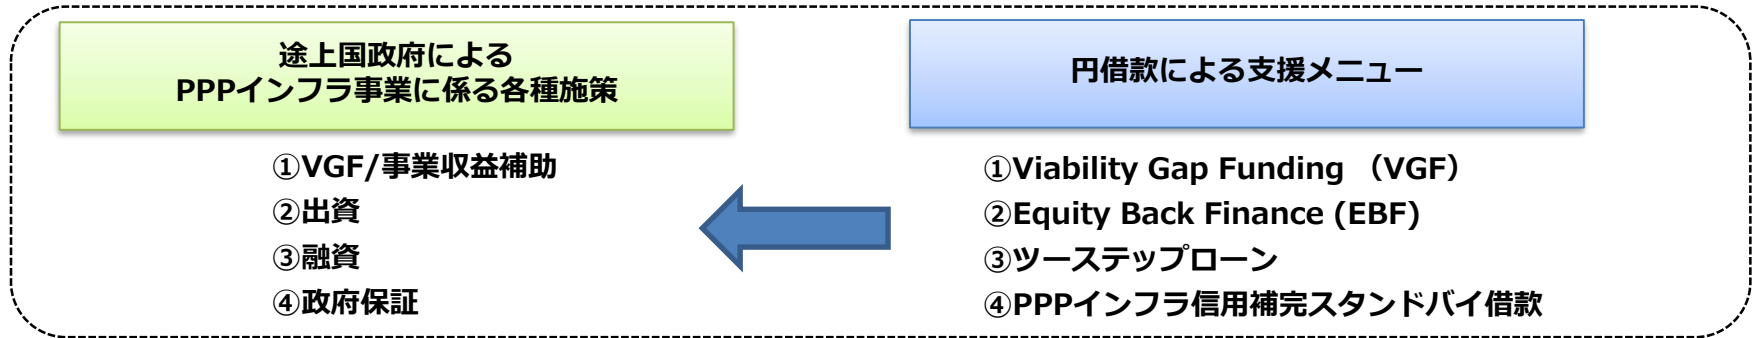 途上国政府による
PPPインフラ事業に係る各種施策
①VGF/事業収益補助
②出資
③融資
④政府保証
円借款による支援メニュー
①Viability Gap Funding （VGF）
②Equity Back Finance (EBF)
③ツーステップローン
④PPPインフラ信用補完スタンドバイ借款